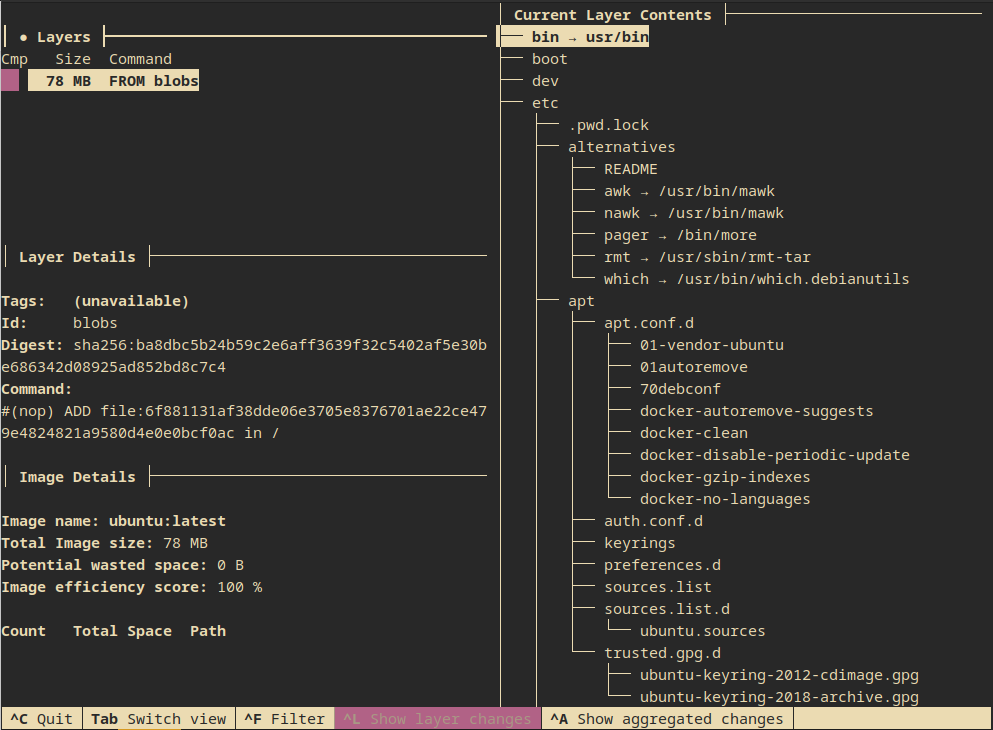 ● Layers
Cmp Size Command
78 MB FROM blobs
Layer Details
Tags: (unavailable)
Id: blobs
Digest: sha256:ba8dbc5b24b59c2e6aff3639f32c5402af5e30b
e686342d08925ad852bd8c7c4
Command:
#(nop) ADD file:6f881131af38dde06e3705e8376701ae22ce47
9e4824821a9580d4e0e0bcf0ac in /
Image Details
Image name: ubuntu:latest
Total Image size: 78 MB
Potential wasted space: 0 B
Image efficiency score: 100 %
Count Total Space Path
Current Layer Contents
bin → usr/bin
boot
dev
etc
.pwd.lock
alternatives
README
awk → /usr/bin/mawk
nawk → /usr/bin/mawk
pager → /bin/more
rmt → /usr/sbin/rmt-tar
which → /usr/bin/which.debianutils
apt
apt.conf.d
01-vendor-ubuntu
01autoremove
70debconf
docker-autoremove-suggests
docker-clean
docker-disable-periodic-update
docker-gzip-indexes
docker-no-languages
auth.conf.d
keyrings
preferences.d
sources.list
sources.list.d
ubuntu.sources
trusted.gpg.d
ubuntu-keyring-2012-cdimage.gpg
ubuntu-keyring-2018-archive.gpg
^C Quit Tab Switch view ^F Filter ^L Show layer changes ^A Show aggregated changes